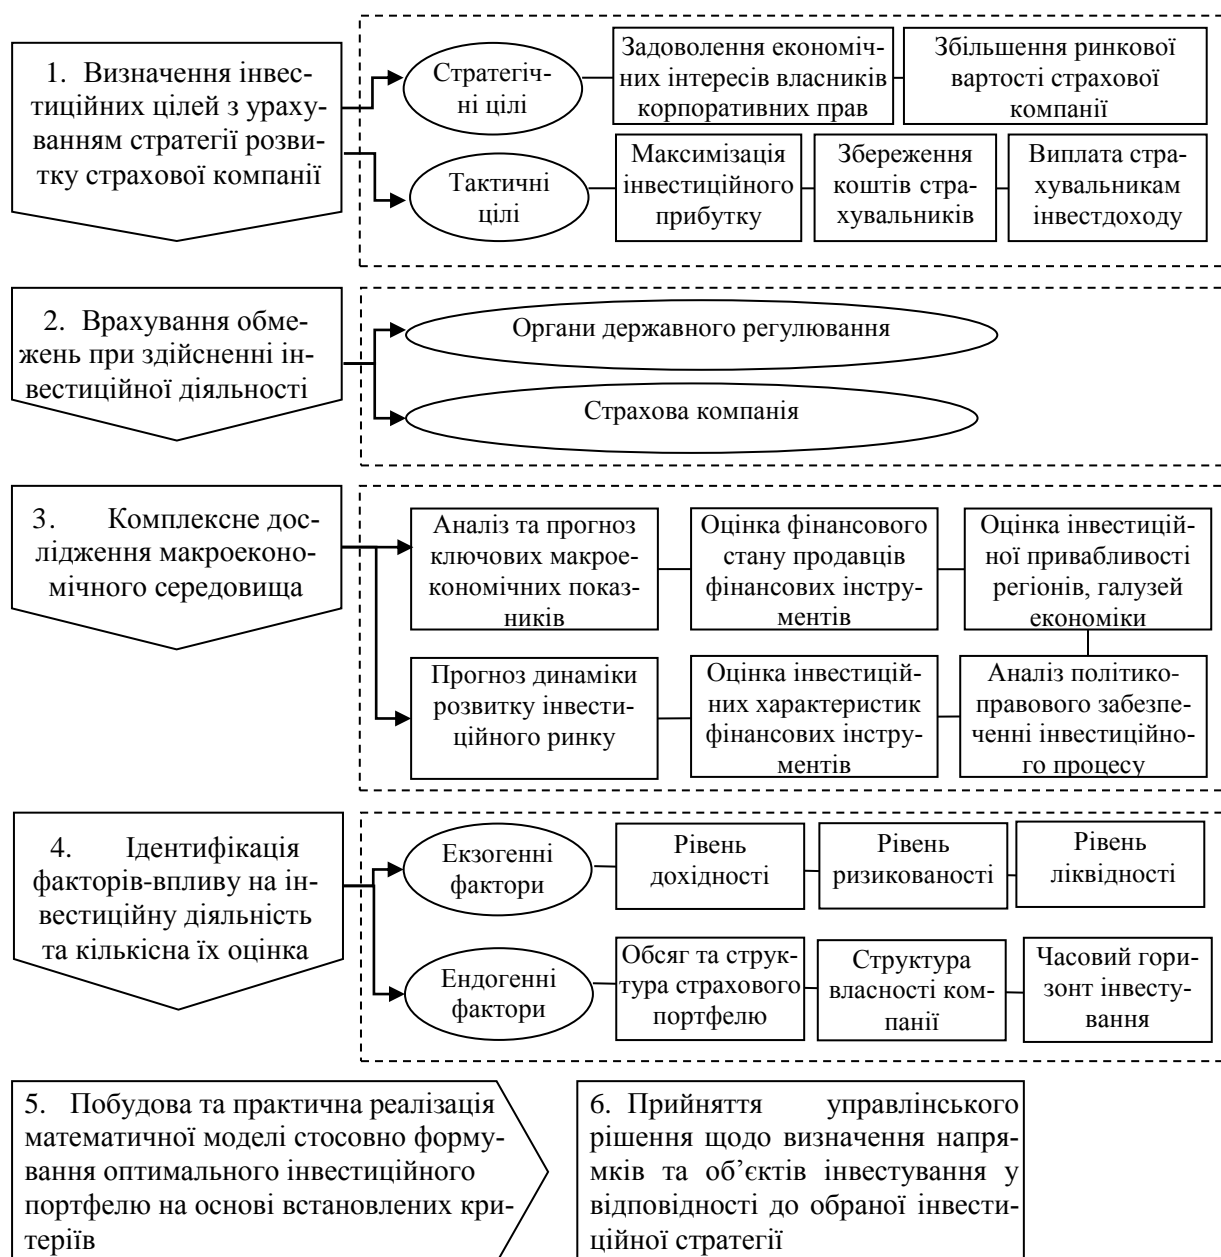 1. Визначення інвес-
тиційних цілей з ураху-
ванням стратегії розви-
тку страхової компанії
Стратегіч-
ні цілі
Задоволення економіч-
них інтересів власників
корпоративних прав
Збільшення ринкової
вартості страхової
компанії
Тактичні
цілі
Максимізація
інвестиційного
прибутку
Збереження
коштів стра-
хувальників
Виплата стра-
хувальникам
інвестдоходу
2. Врахування обме-
жень при здійсненні ін-
вестиційної діяльності
Органи державного регулювання
Страхова компанія
3. Комплексне дос-
лідження макроеконо-
мічного середовища
Аналіз та прогноз
ключових макрое-
кономічних показ-
ників
Оцінка фінансового
стану продавців
фінансових інстру-
ментів
Оцінка інвестицій-
ної привабливості
регіонів, галузей
економіки
Прогноз динаміки
розвитку інвести-
ційного ринку
Оцінка інвестицій-
них характеристик
фінансових інстру-
ментів
Аналіз політико-
правового забезпе-
ченні інвестиційно-
го процесу
4. Ідентифікація
факторів-впливу на ін-
вестиційну діяльність
та кількісна їх оцінка
Екзогенні
фактори
Рівень
дохідності
Рівень
ризикованості
Рівень
ліквідності
Ендогенні
фактори
Обсяг та струк-
тура страхового
портфелю
Структура
власності ком-
панії
Часовий гори-
зонт інвесту-
вання
5. Побудова та практична реалізація
математичної моделі стосовно форму-
вання оптимального інвестиційного
портфелю на основі встановлених кри-
теріїв
6. Прийняття управлінського
рішення щодо визначення напря-
мків та об’єктів інвестування у
відповідності до обраної інвести-
ційної стратегії